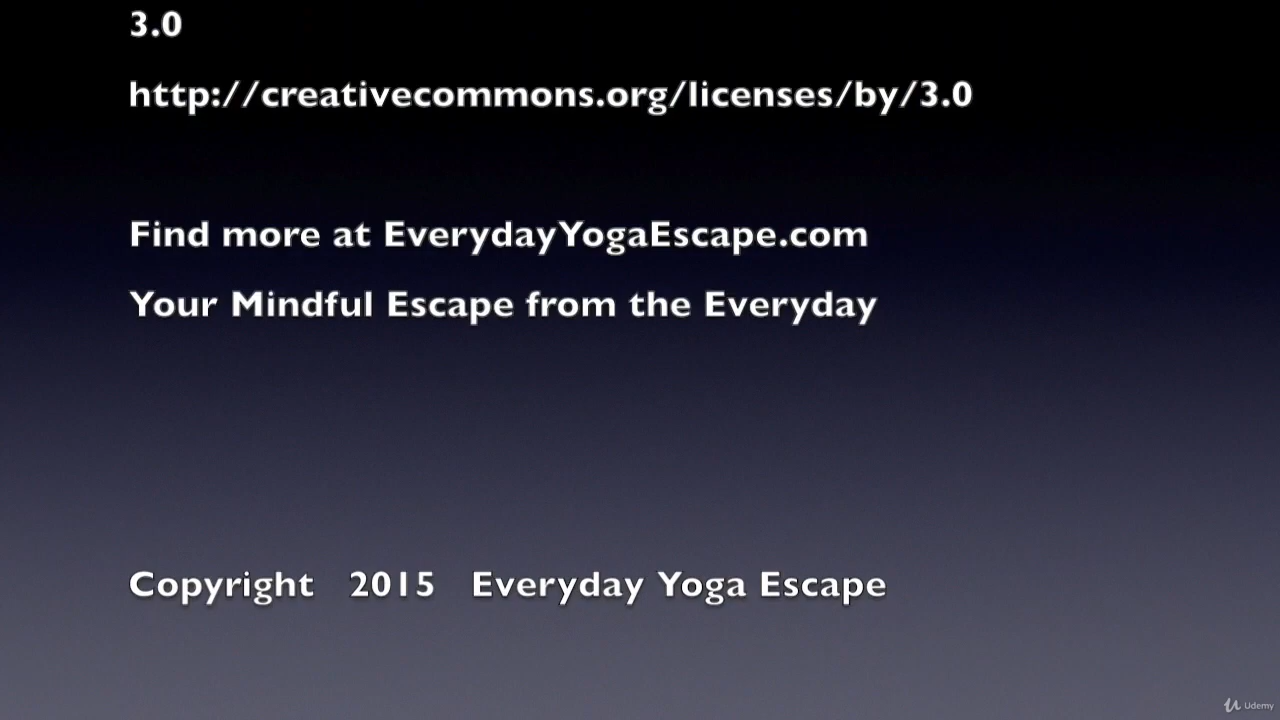 3.0
http://creativecommons.org/licenses/by/3.0
Find more at EverydayYogaEscape.com
Your Mindful Escape from the Everyday
Copyright 2015 Everyday Yoga Escape
Udemy